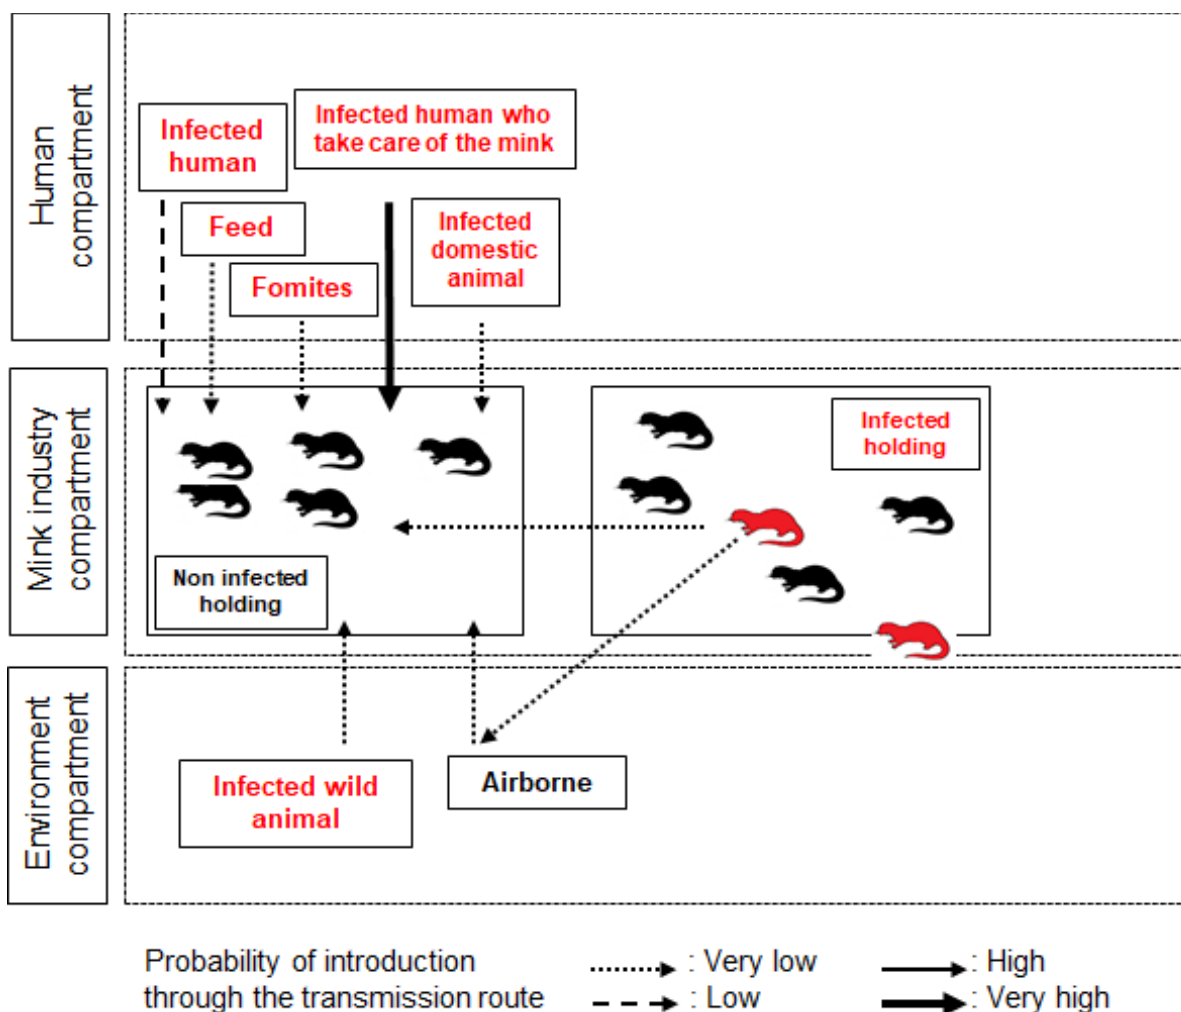 Human
compartment
Infected
human
Infected human who
take care of the mink
Feed
Fomites
Infected
domestic
animal
Mink industry
compartment
Infected
holding
Non infected
holding
Environment
compartment
Infected wild
animal
Airborne
Probability of introduction
through the transmission route
: Very low
: High
: Low
: Very high